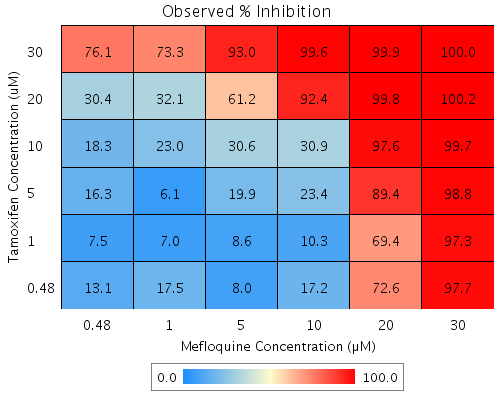 Observed % Inhibition
Tamoxifen Concentration (uM)
30 76.1 73.3 93.0 99.6 99.9 100.0
20 30.4 32.1 61.2 92.4 99.8 100.2
10 18.3 23.0 30.6 30.9 97.6 99.7
5 16.3 6.1 19.9 23.4 89.4 98.8
1 7.5 7.0 8.6 10.3 69.4 97.3
0.48 13.1 17.5 8.0 17.2 72.6 97.7
0.48 1 5 10 20 30
Mefloquine Concentration (µM)
0.0 100.0